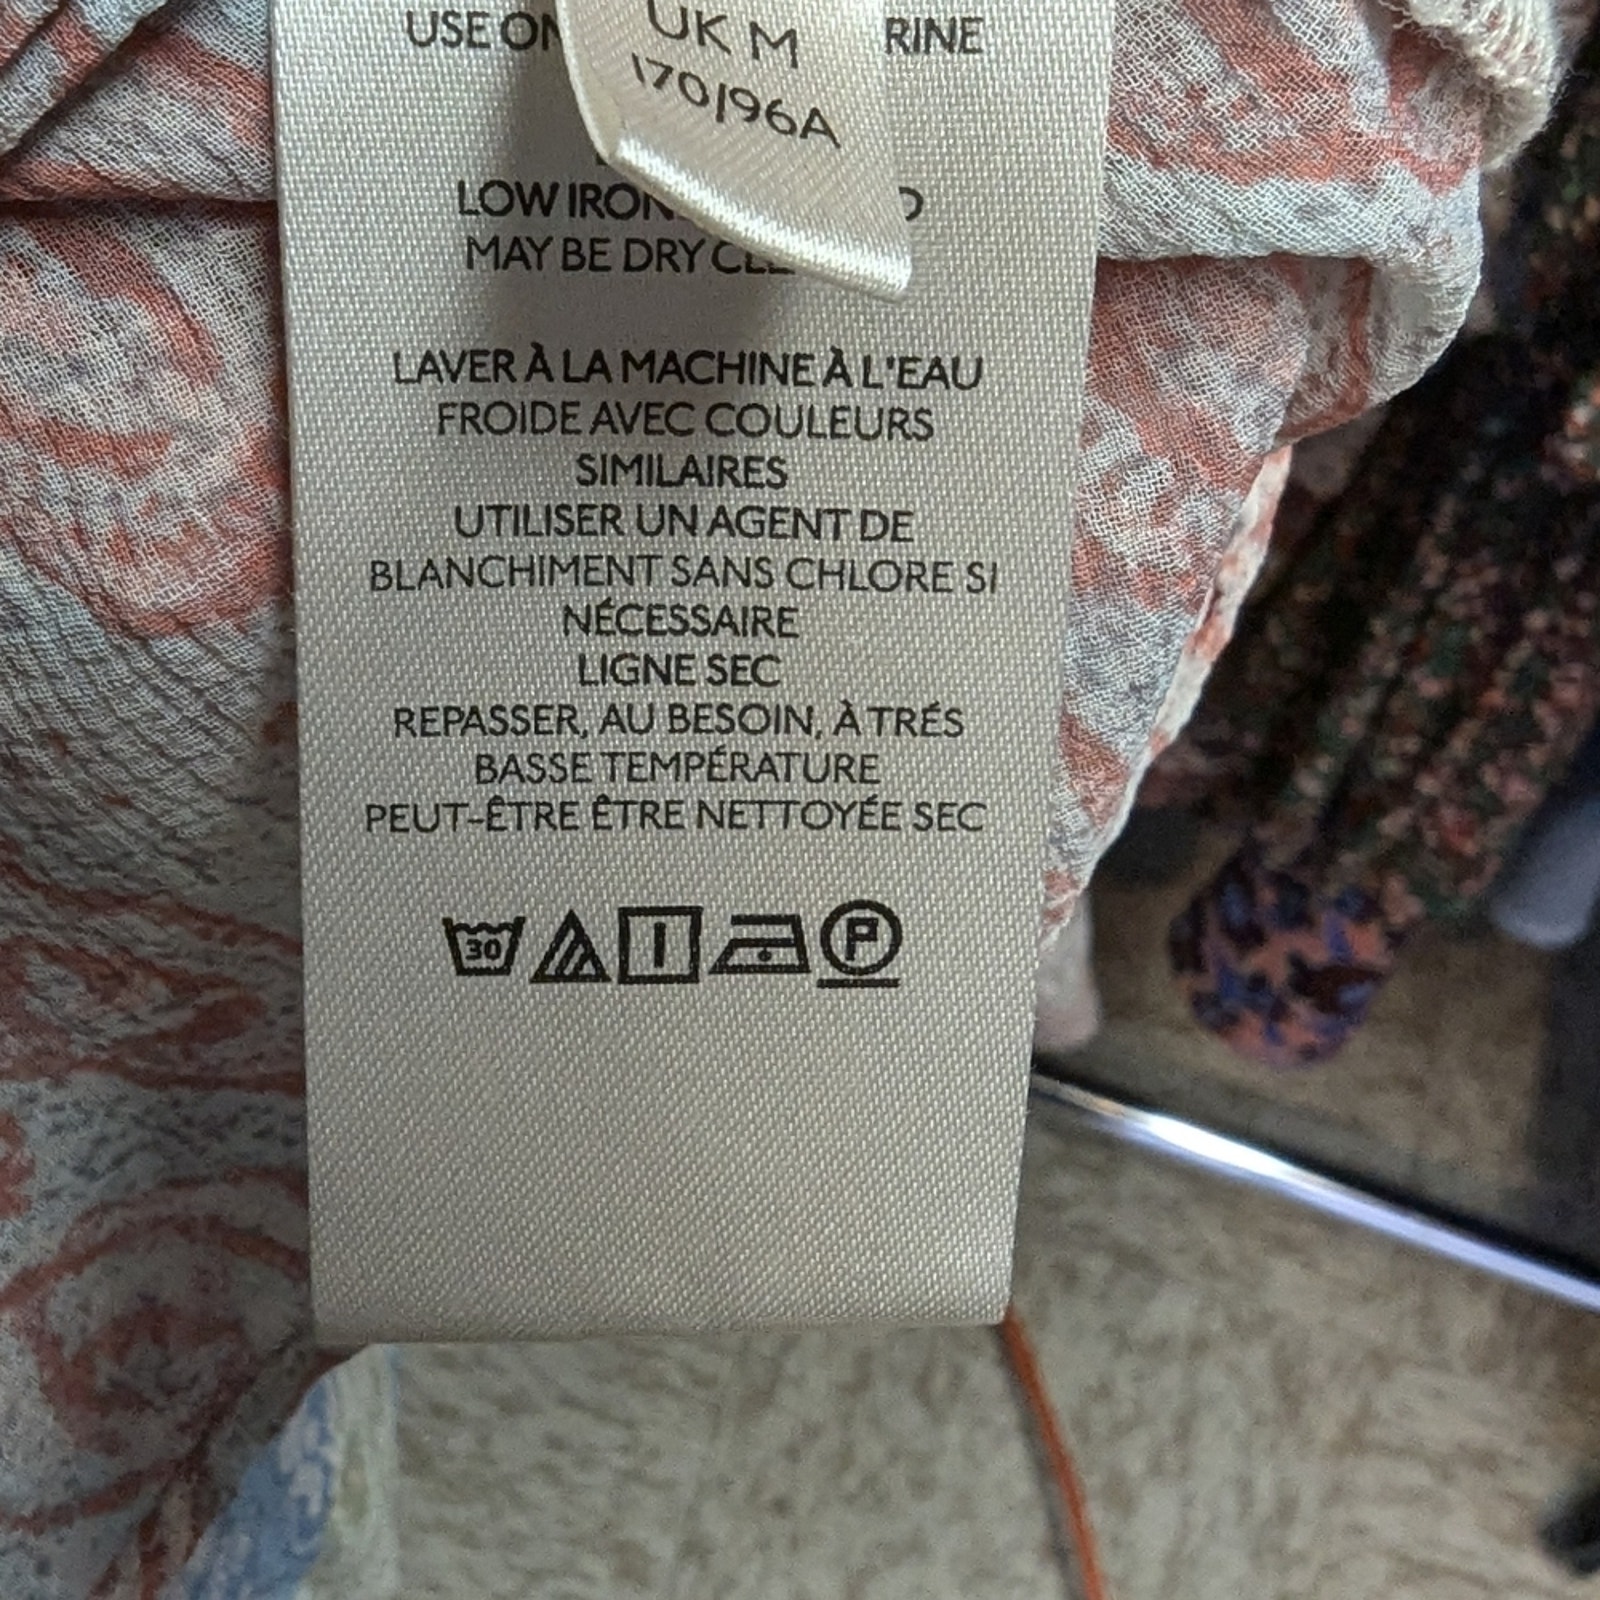 USE ON
RINE
UK M
170/96A
LOW IRON
MAY BE DRY CLE
LAVER À LA MACHINE À L'EAU
FROIDE AVEC COULEURS
SIMILAIRES
UTILISER UN AGENT DE
BLANCHIMENT SANS CHLORE SI
NÉCESSAIRE
LIGNE SEC
REPASSER, AU BESOIN, À TRÉS
BASSE TEMPÉRATURE
PEUT-ÊTRE ÊTRE NETTOYÉE SEC
30 P